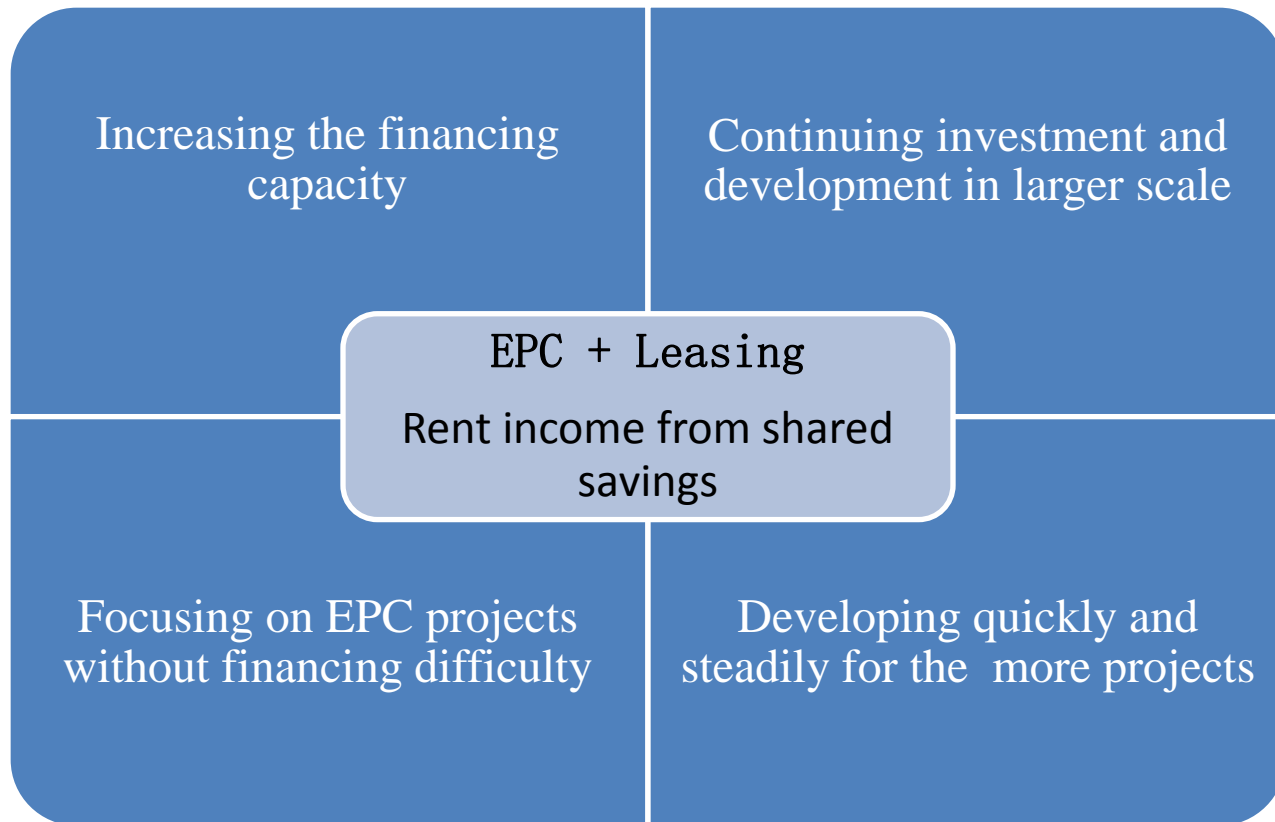 Increasing the financing
capacity
Continuing investment and
development in larger scale
EPC + Leasing
Rent income from shared
savings
Focusing on EPC projects
without financing difficulty
Developing quickly and
steadily for the  more projects